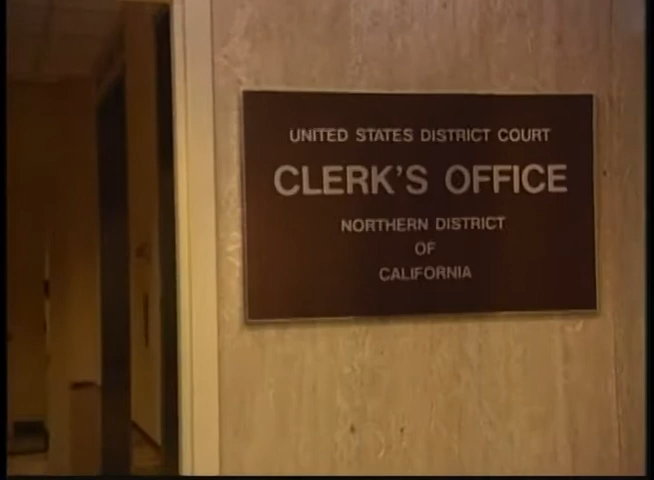 UNITED STATES DISTRICT COURT
CLERK'S OFFICE
NORTHERN DISTRICT
OF
CALIFORNIA